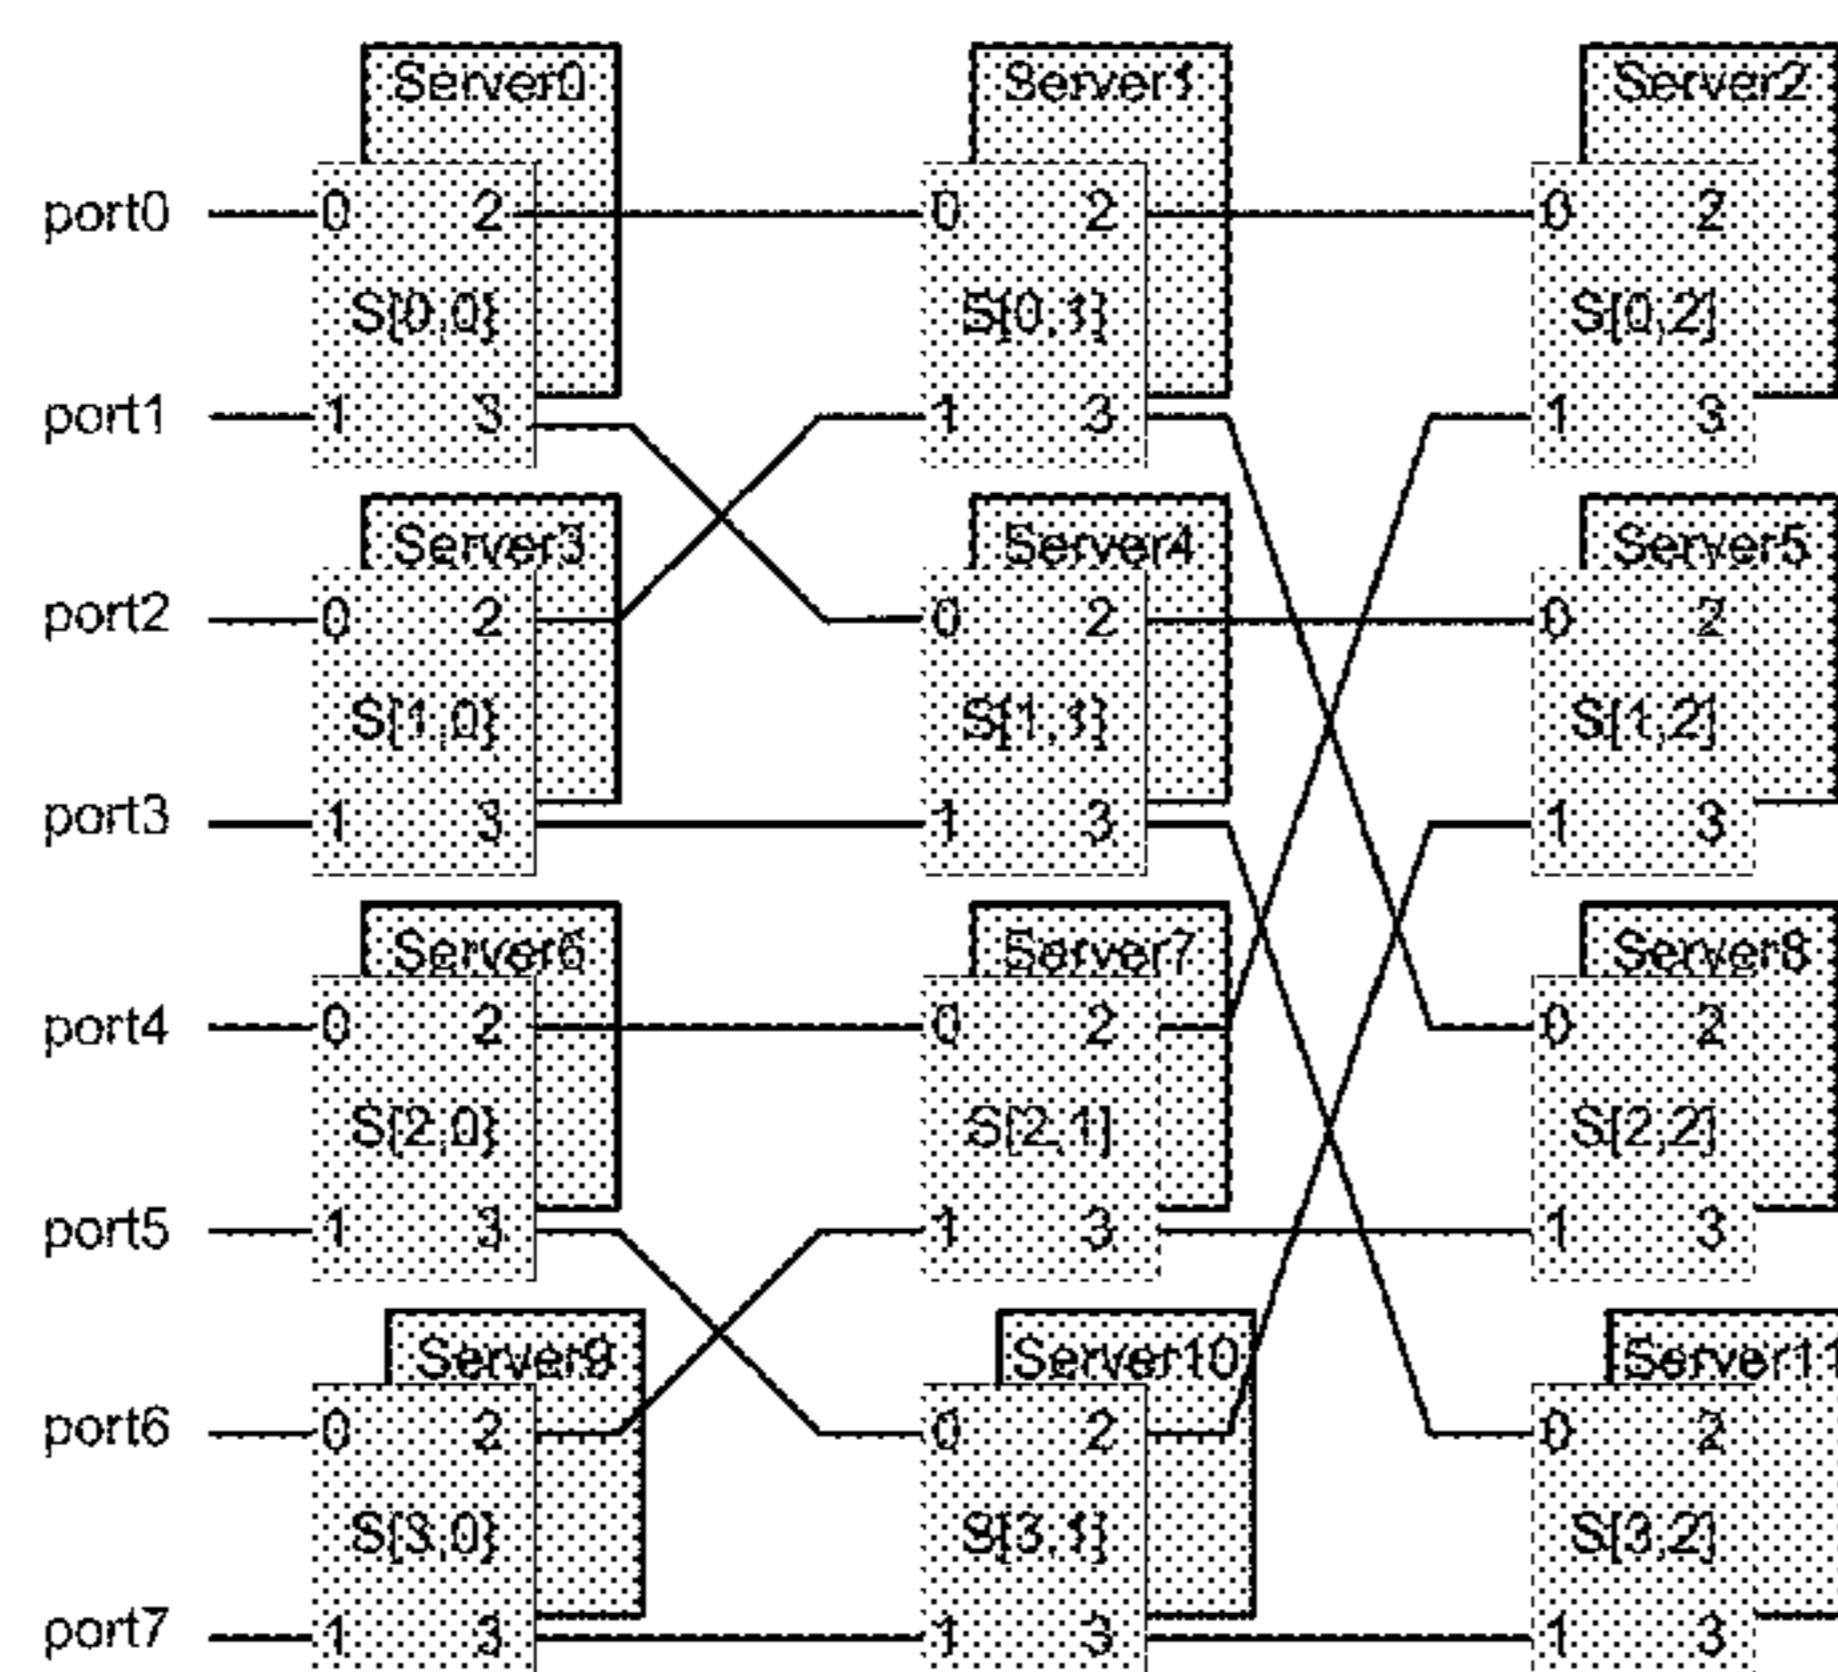 Server0 Server1 Server2
port0 0 2 0 2 0 2
S[0,0] S[0,1] S[0,2]
port1 1 3 1 3 1 3
Server3 Server4 Server5
port2 0 2 0 2 0 2
S[1,0] S[1,1] S[1,2]
port3 1 3 1 3 1 3
Server6 Server7 Server8
port4 0 2 0 2 0 2
S[2,0] S[2,1] S[2,2]
port5 1 3 1 3 1 3
Server9 Server10 Server11
port6 0 2 0 2 0 2
S[3,0] S[3,1] S[3,2]
port7 1 3 1 3 1 3